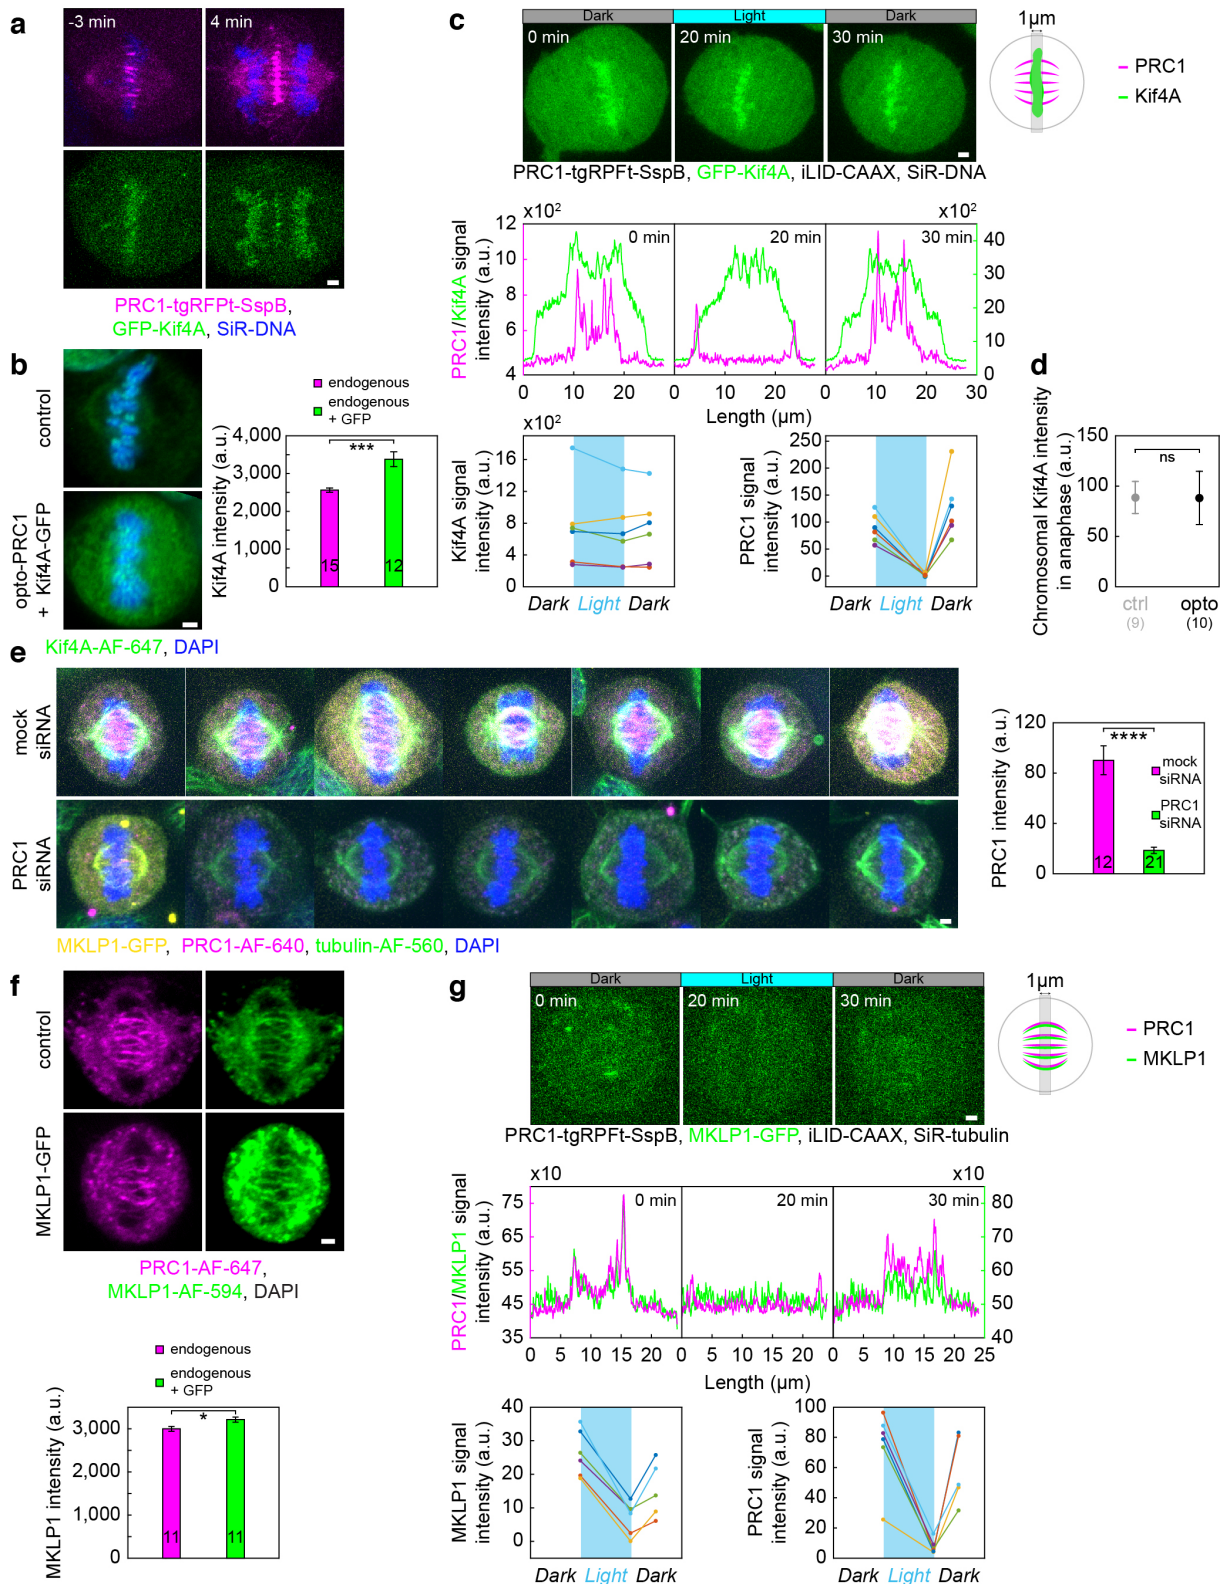 a
-3 min
4 min
PRC1-tgRFPt-SspB,
GFP-Kif4A, SiR-DNA
b
control
opto-PRC1
+ Kif4A-GFP
Kif4A-AF-647, DAPI
endogenous
endogenous
+ GFP
Kif4A intensity (a.u.)
4,000
3,000
2,000
1,000
0
***
15
12
c
Dark
Light
Dark
0 min
20 min
30 min
PRC1-tgRPFt-SspB, GFP-Kif4A, iLID-CAAX, SiR-DNA
1µm
PRC1
Kif4A
x10²
x10²
PRC1/Kif4A signal
intensity (a.u.)
12
10
8
6
4
0 min
20 min
30 min
40
30
20
10
0
0 10 20 0 10 20 0 10 20 30
Length (µm)
x10²
Kif4A signal
intensity (a.u.)
16
12
8
4
0
Dark Light Dark
PRC1 signal
intensity (a.u.)
250
200
150
100
50
0
Dark Light Dark
d
Chromosomal Kif4A intensity
in anaphase (a.u.)
150
100
50
0
ns
ctrl
(9)
opto
(10)
e
mock
siRNA
PRC1
siRNA
MKLP1-GFP, PRC1-AF-640, tubulin-AF-560, DAPI
PRC1 intensity (a.u.)
120
80
40
0
****
mock
siRNA
PRC1
siRNA
12
21
f
control
MKLP1-GFP
PRC1-AF-647,
MKLP1-AF-594, DAPI
endogenous
endogenous
+ GFP
MKLP1 intensity (a.u.)
3,000
2,000
1,000
0
*
11
11
g
Dark
Light
Dark
0 min
20 min
30 min
PRC1-tgRPFt-SspB, MKLP1-GFP, iLID-CAAX, SiR-tubulin
1µm
PRC1
MKLP1
x10
x10
PRC1/MKLP1 signal
intensity (a.u.)
75
65
55
45
35
0 min
20 min
30 min
80
70
60
50
40
0 5 10 15 20 0 5 10 15 20 0 5 10 15 20 25
Length (µm)
MKLP1 signal
intensity (a.u.)
40
30
20
10
0
Dark Light Dark
PRC1 signal
intensity (a.u.)
100
80
60
40
20
0
Dark Light Dark